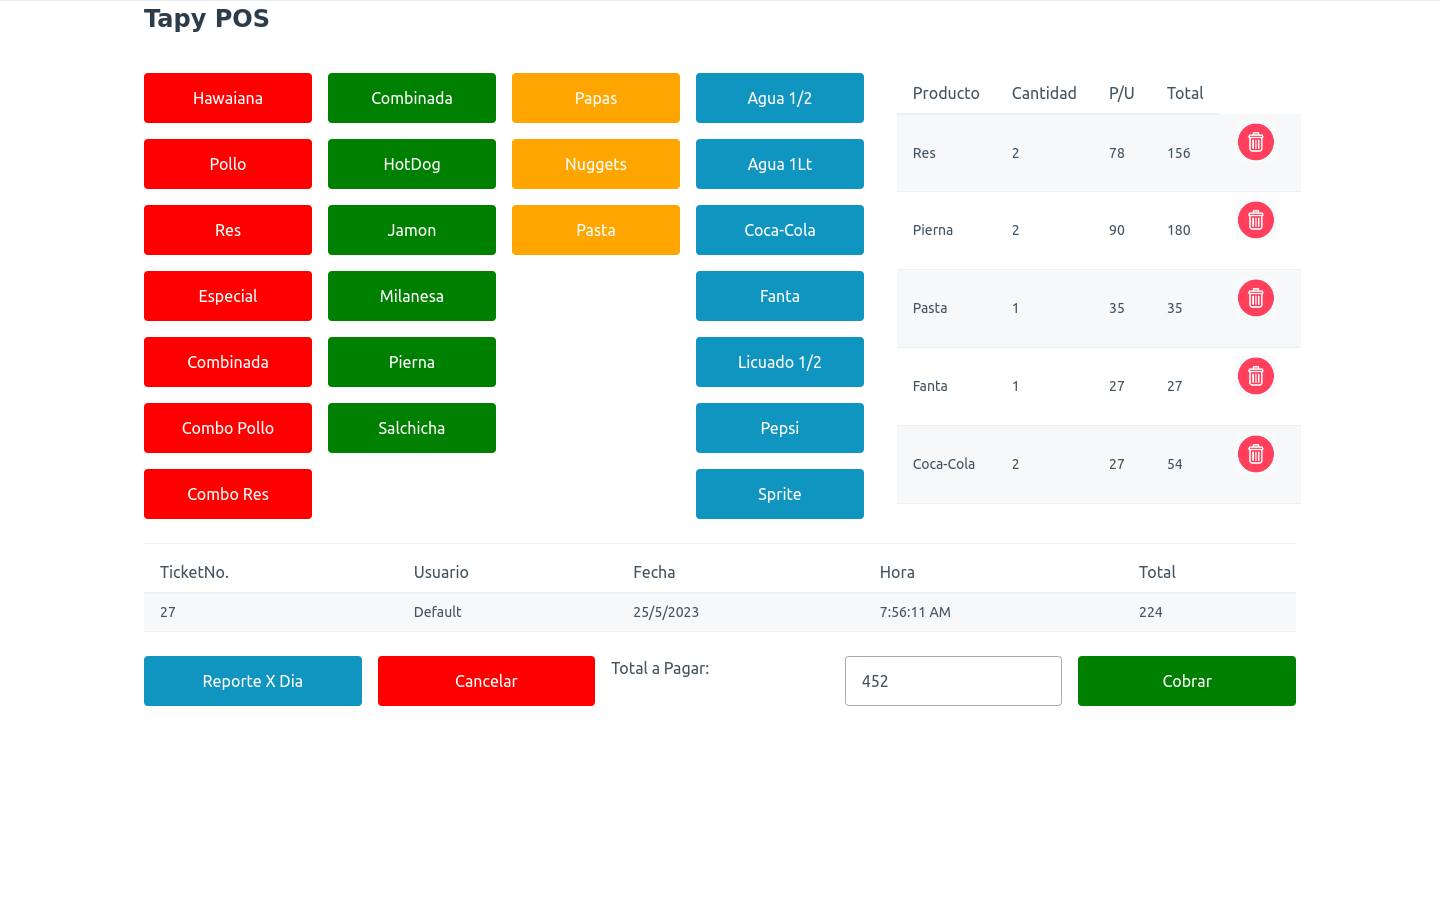 Tapy POS
Hawaiana Combinada Papas Agua 1/2
Pollo HotDog Nuggets Agua 1Lt
Res Jamon Pasta Coca-Cola
Especial Milanesa Fanta
Combinada Pierna Licuado 1/2
Combo Pollo Salchicha Pepsi
Combo Res Sprite
Producto Cantidad P/U Total
Res 2 78 156
Pierna 2 90 180
Pasta 1 35 35
Fanta 1 27 27
Coca-Cola 2 27 54
TicketNo. Usuario Fecha Hora Total
27 Default 25/5/2023 7:56:11 AM 224
Reporte X Dia Cancelar Total a Pagar: 452 Cobrar